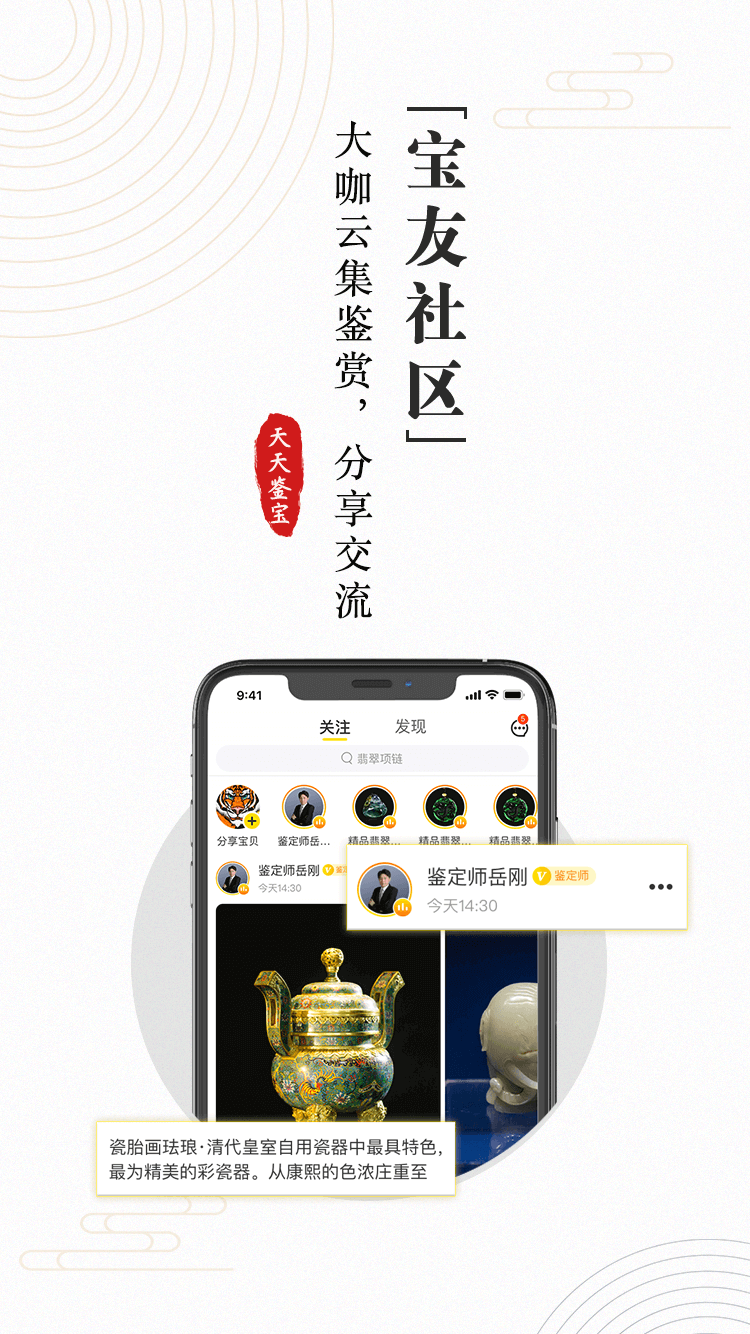 「宝友社区」
大咖云集鉴赏，分享交流
天天鉴宝
9:41
关注
发现
5
翡翠项链
分享宝贝
鉴定师岳...
精品翡翠...
精品翡翠...
精品翡翠...
鉴定师岳刚
今天14:30
鉴定师岳刚
V 鉴定师
今天14:30
瓷胎画珐琅·清代皇室自用瓷器中最具特色，
最为精美的彩瓷器。从康熙的色浓庄重至